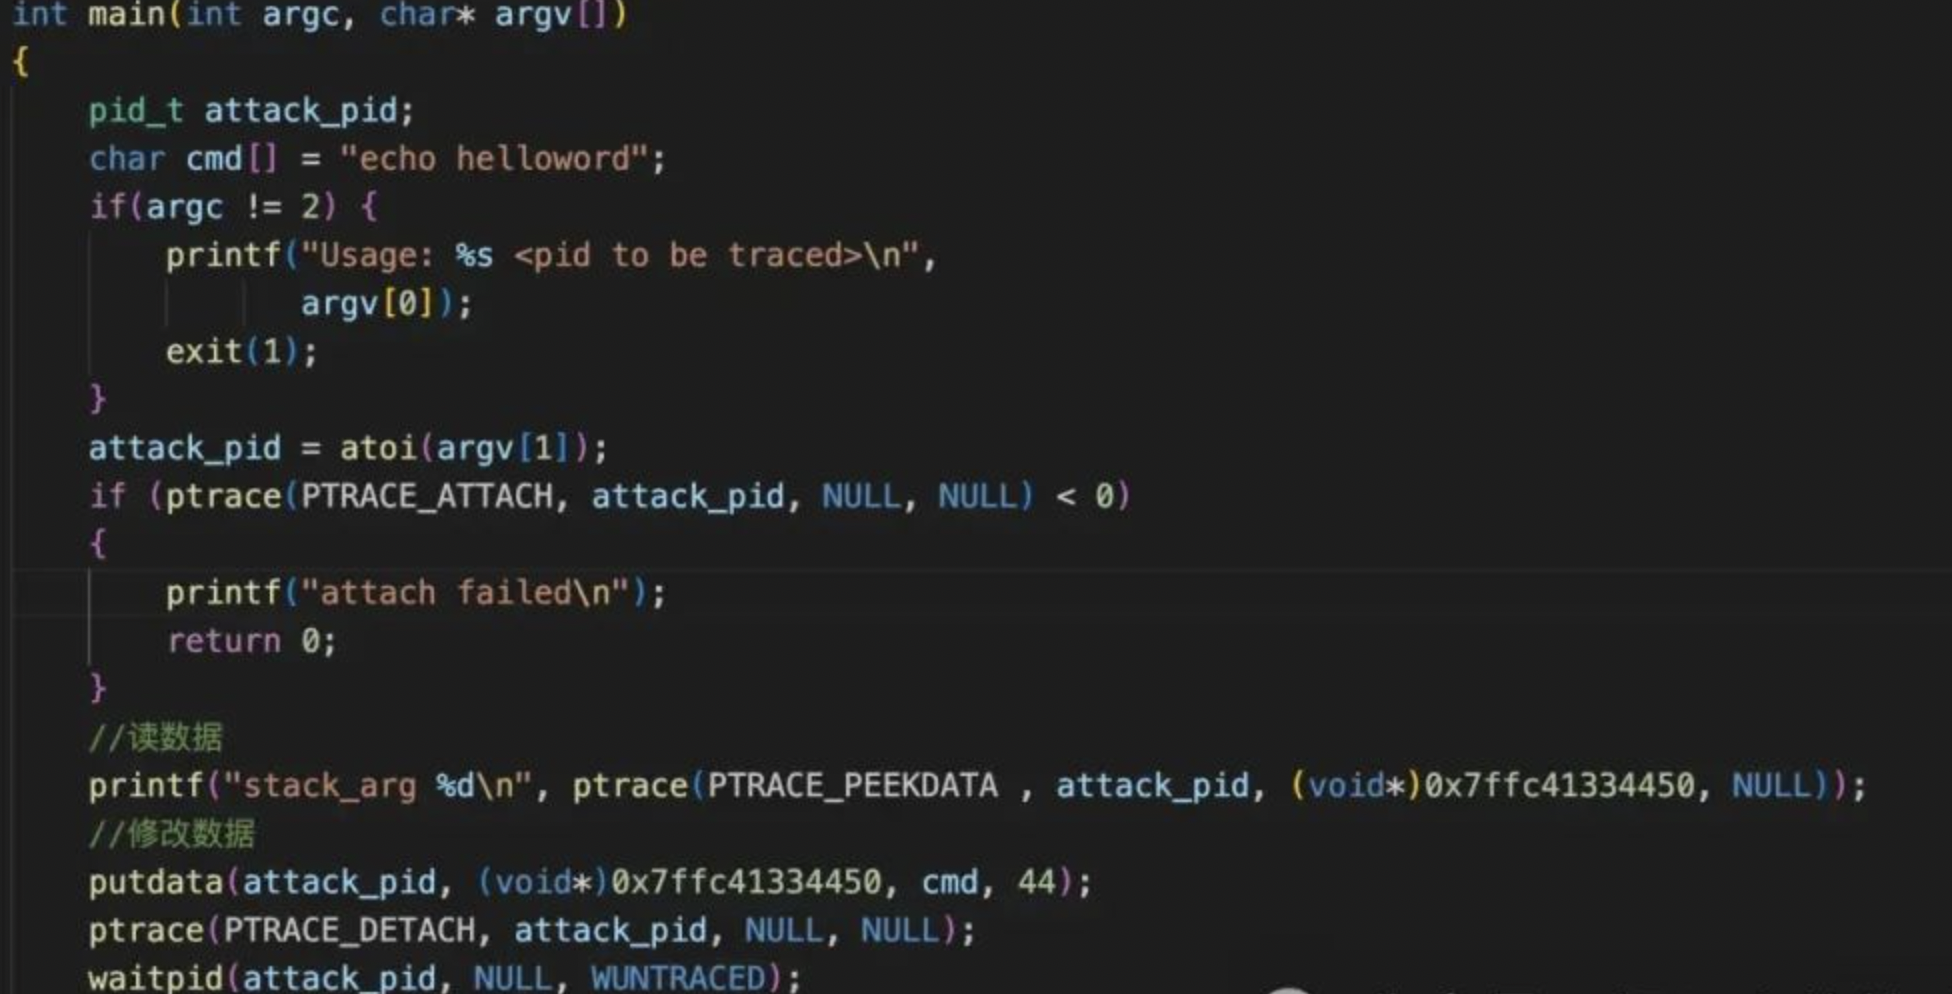 int main(int argc, char* argv[])
{
pid_t attack_pid;
char cmd[] = "echo helloword";
if(argc != 2) {
printf("Usage: %s <pid to be traced>\n",
argv[0]);
exit(1);
}
attack_pid = atoi(argv[1]);
if (ptrace(PTRACE_ATTACH, attack_pid, NULL, NULL) < 0)
{
printf("attach failed\n");
return 0;
}
//读数据
printf("stack_arg %d\n", ptrace(PTRACE_PEEKDATA , attack_pid, (void*)0x7ffc41334450, NULL));
//修改数据
putdata(attack_pid, (void*)0x7ffc41334450, cmd, 44);
ptrace(PTRACE_DETACH, attack_pid, NULL, NULL);
waitpid(attack_pid, NULL, WUNTRACED);